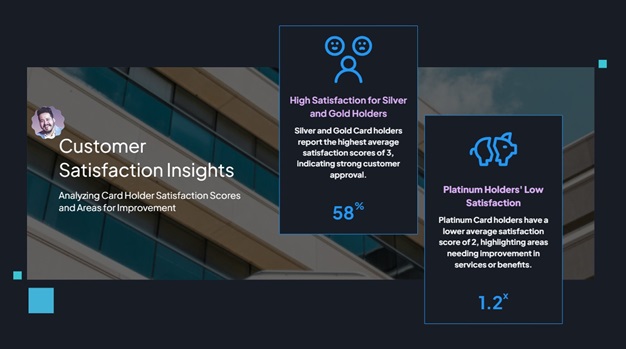 Customer
Satisfaction Insights
Analyzing Card Holder Satisfaction Scores
and Areas for Improvement
High Satisfaction for Silver
and Gold Holders
Silver and Gold Card holders
report the highest average
satisfaction scores of 3,
indicating strong customer
approval.
58%
Platinum Holders' Low
Satisfaction
Platinum Card holders have a
lower average satisfaction
score of 2, highlighting areas
needing improvement in
services or benefits.
1.2x